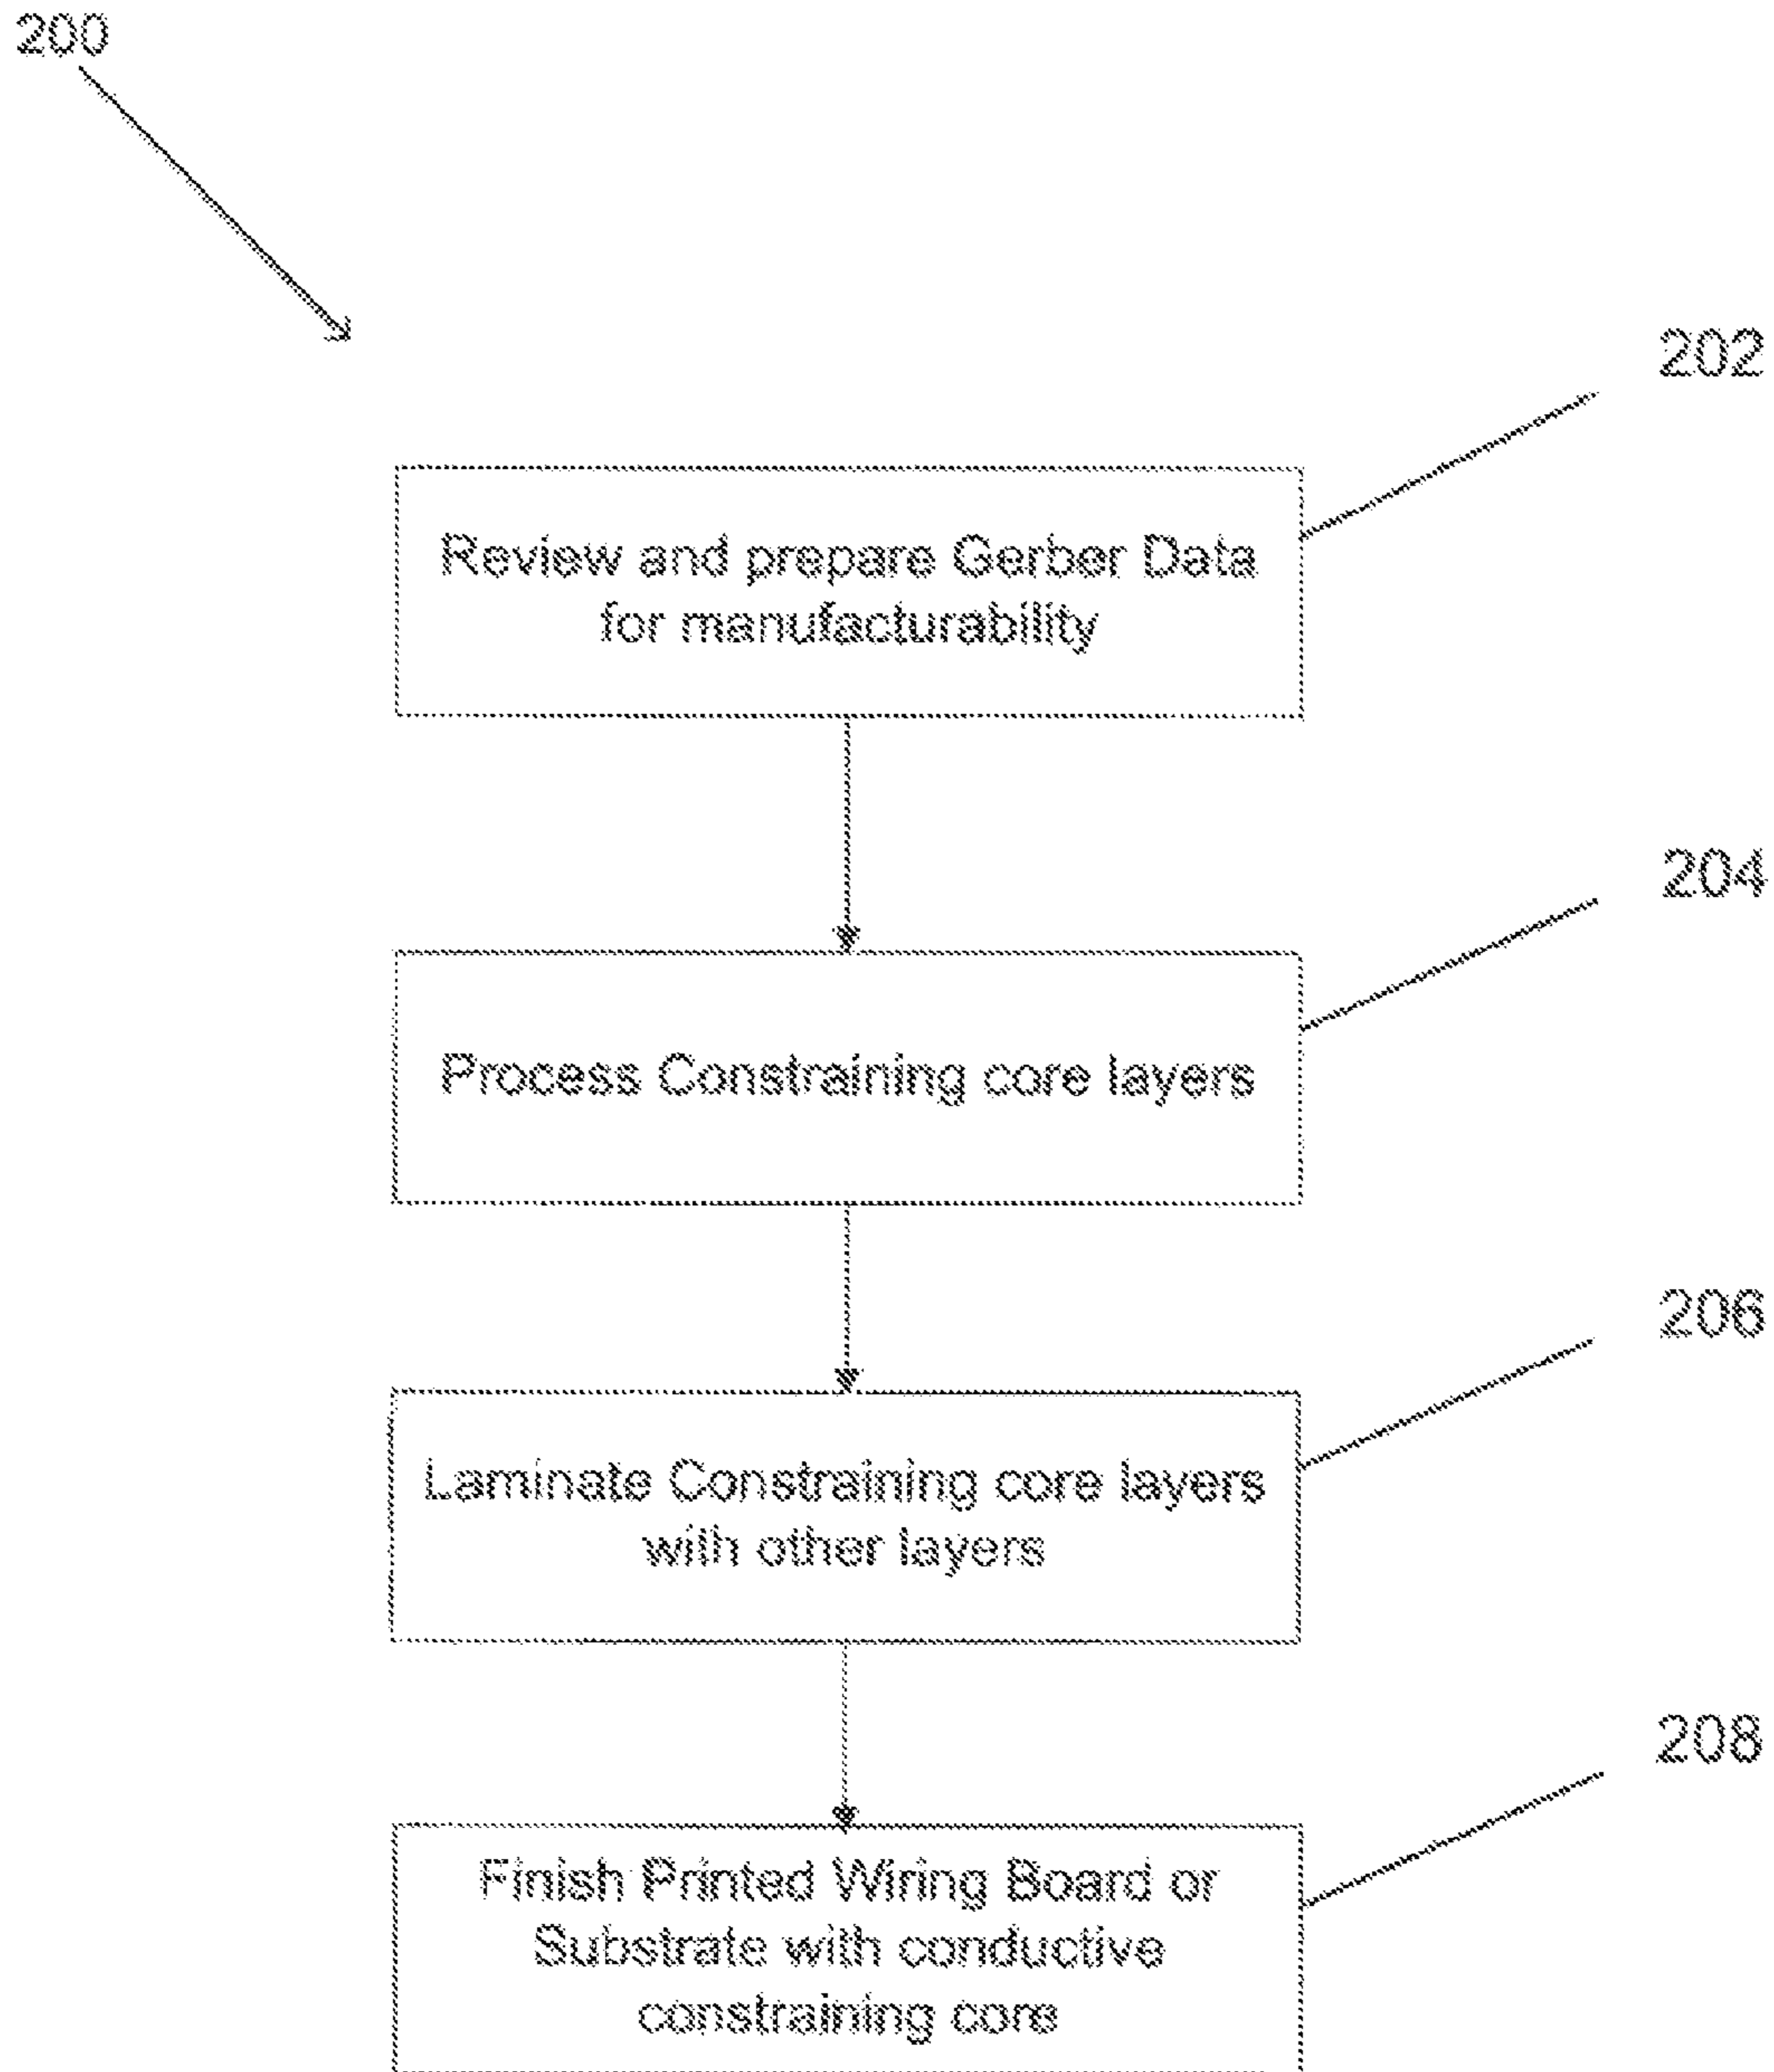 200
202
Review and prepare Gerber Data
for manufacturability
204
Process Constraining core layers
206
Laminate Constraining core layers
with other layers
208
Finish Printed Wiring Board or
Substrate with conductive
constraining core